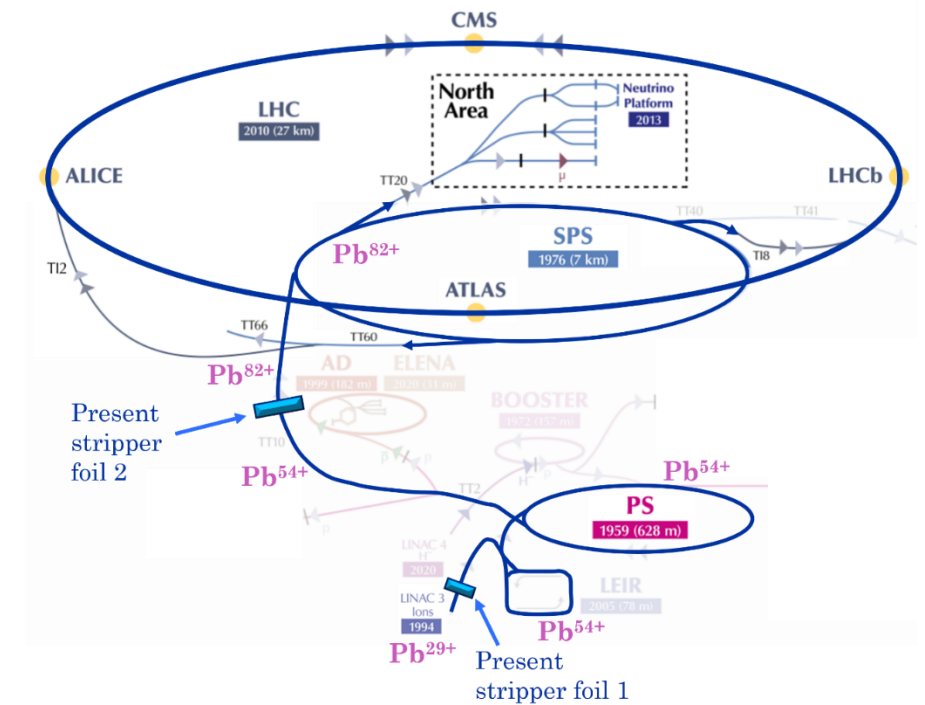 CMS
North
Area
Neutrino
Platform
2013
LHC
2010 (27 km)
ALICE
TT20
μ
LHCb
TT40
TT41
Pb82+
SPS
1976 (7 km)
TI8
TI2
ATLAS
TT66
TT60
Pb82+
AD
1999 (182 m)
ELENA
2020 (31 m)
BOOSTER
1972 (157 m)
Present
stripper
foil 2
TT10
p
p
H-
Pb54+
TT2
Pb54+
p
PS
1959 (628 m)
LINAC 4
H-
2020
LINAC 3
Ions
1994
LEIR
2005 (78 m)
Pb54+
Pb29+
Present
stripper foil 1